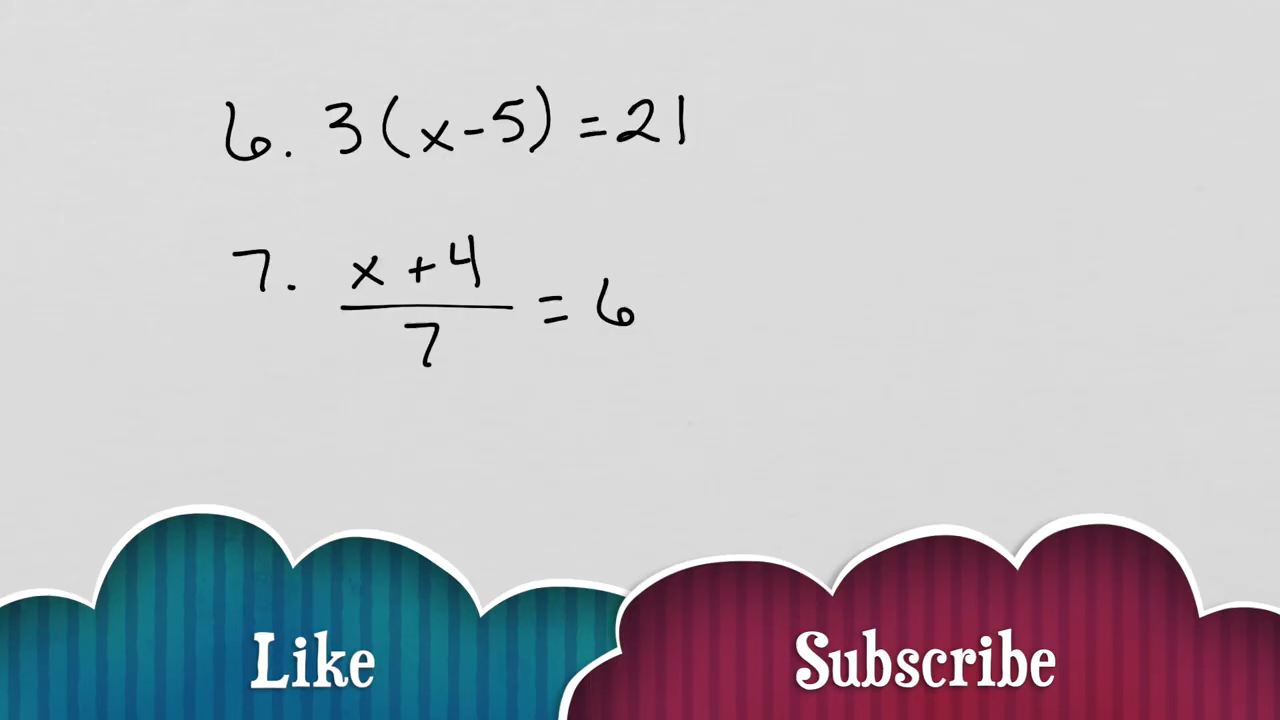 6. 3(x-5)=21
7. x+4
7
= 6
Like
Subscribe